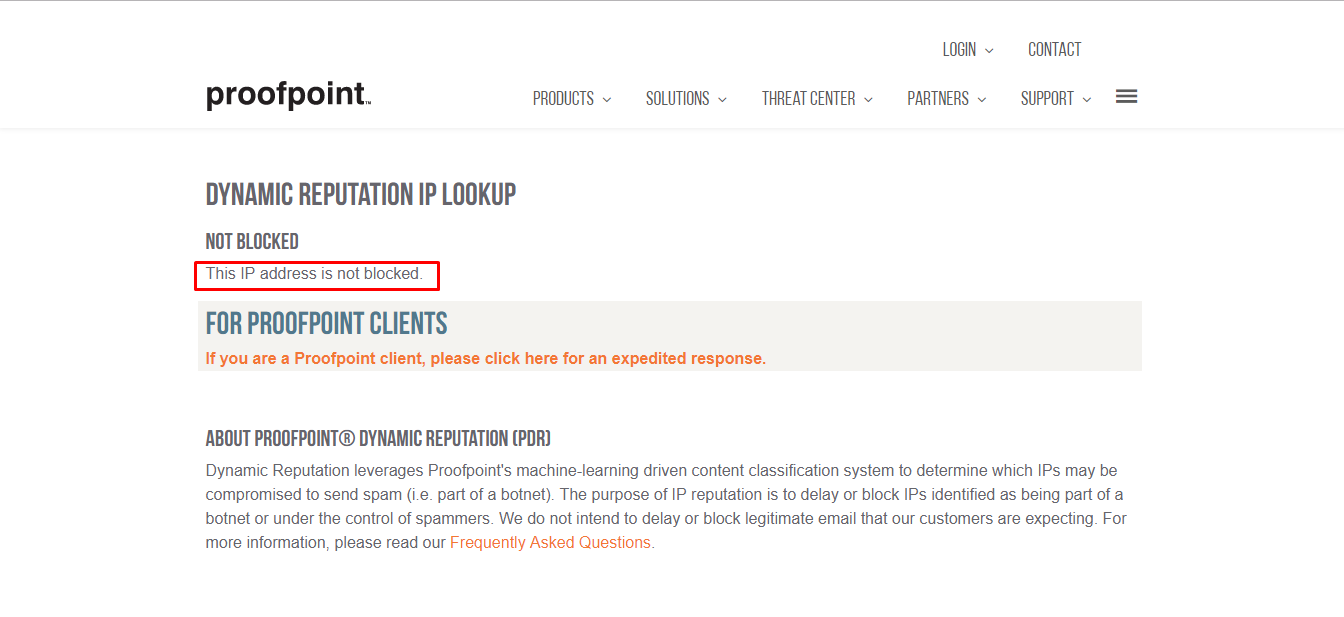 LOGIN CONTACT
proofpoint™
PRODUCTS SOLUTIONS THREAT CENTER PARTNERS SUPPORT
DYNAMIC REPUTATION IP LOOKUP
NOT BLOCKED
This IP address is not blocked.
FOR PROOFPOINT CLIENTS
If you are a Proofpoint client, please click here for an expedited response.
ABOUT PROOFPOINT® DYNAMIC REPUTATION (PDR)
Dynamic Reputation leverages Proofpoint's machine-learning driven content classification system to determine which IPs may be
compromised to send spam (i.e. part of a botnet). The purpose of IP reputation is to delay or block IPs identified as being part of a
botnet or under the control of spammers. We do not intend to delay or block legitimate email that our customers are expecting. For
more information, please read our Frequently Asked Questions.